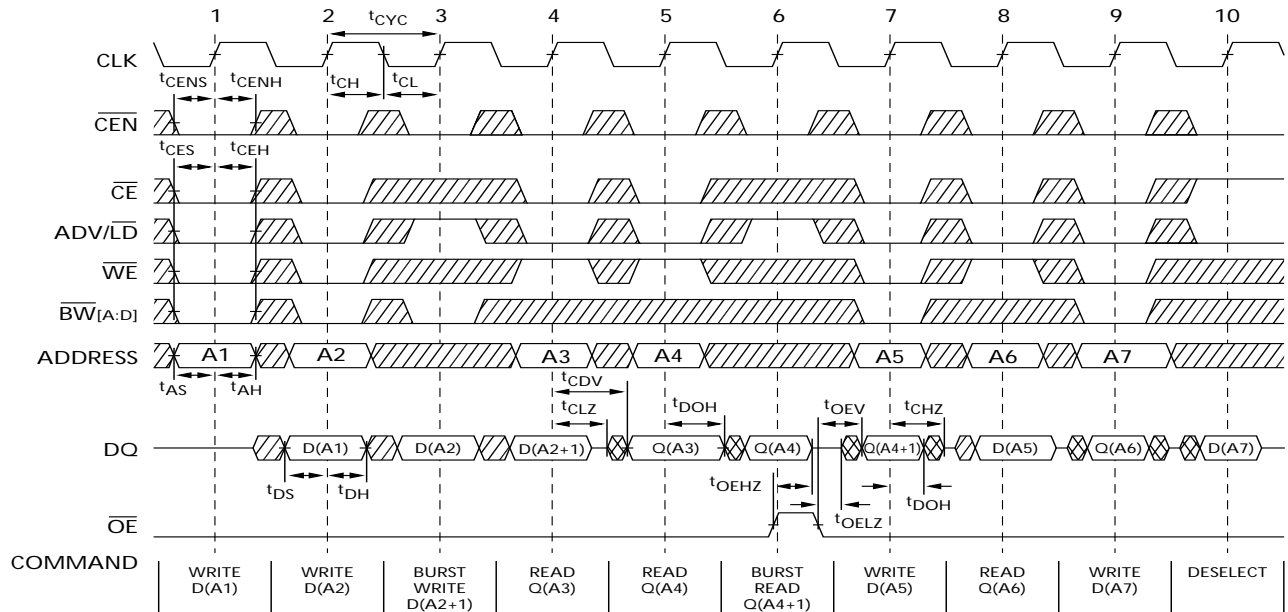 1 2 3 4 5 6 7 8 9 10
tCYC
CLK
tCENS tCENH tCH tCL
CEN
tCES tCEH
CE
ADV/LD
WE
BW[A:D]
ADDRESS A1 A2 A3 A4 A5 A6 A7
tAS tAH tCDV
tCLZ tDOH tOEV tCHZ
DQ D(A1) D(A2) D(A2+1) Q(A3) Q(A4) Q(A4+1) D(A5) Q(A6) D(A7)
tDS tDH tOEHZ tDOH
tOELZ
OE
COMMAND
WRITE D(A1)
WRITE D(A2)
BURST WRITE D(A2+1)
READ Q(A3)
READ Q(A4)
BURST READ Q(A4+1)
WRITE D(A5)
READ Q(A6)
WRITE D(A7)
DESELECT